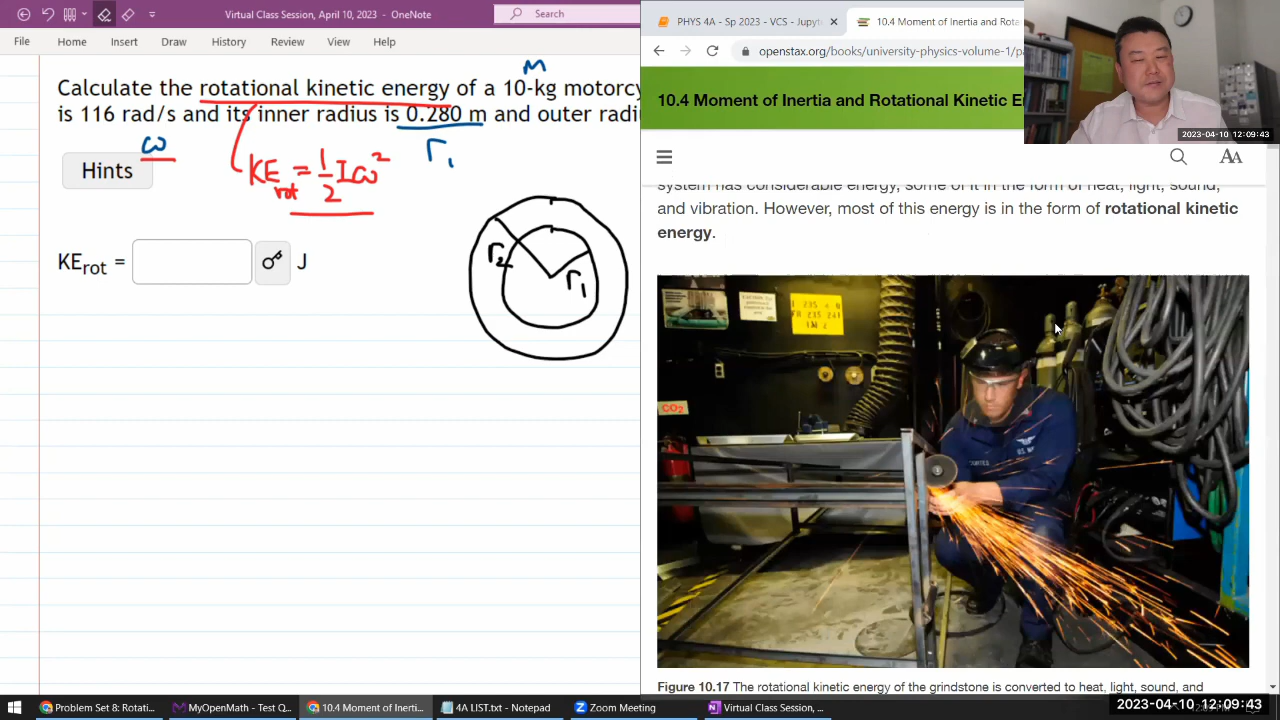 Virtual Class Session, April 10, 2023 - OneNote
Search
File
Home
Insert
Draw
History
Review
View
Help
Calculate the rotational kinetic energy of a 10-kg motorcy
is 116 rad/s and its inner radius is 0.280 m and outer radi
M
ω
r₁
Hints
KE rot = 1/2 Iω²
KErot =
J
r₂
r₁
PHYS 4A - Sp 2023 - VCS - Jupyt
10.4 Moment of Inertia and Rota
openstax.org/books/university-physics-volume-1/pa
10.4 Moment of Inertia and Rotational Kinetic E
2023-04-10 12:09:43
AA
system has considerable energy, some of it in the form of heat, light, sound,
and vibration. However, most of this energy is in the form of rotational kinetic
energy.
CO2
Figure 10.17 The rotational kinetic energy of the grindstone is converted to heat, light, sound, and
Problem Set 8: Rotati...
MyOpenMath - Test Q...
10.4 Moment of Inerti...
4A LIST.txt - Notepad
Zoom Meeting
Virtual Class Session, ...
2023-04-10 12:09:43